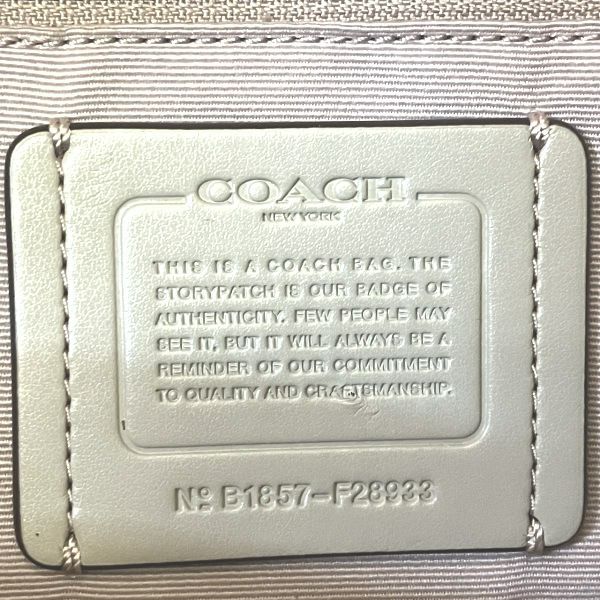 COACH
NEW YORK
THIS IS A COACH BAG. THE
STORYPATCH IS OUR BADGE OF
AUTHENTICITY. FEW PEOPLE MAY
SEE IT, BUT IT WILL ALWAYS BE A
REMINDER OF OUR COMMITMENT
TO QUALITY AND CRAFTSMANSHIP.
Nº B1857-F28933